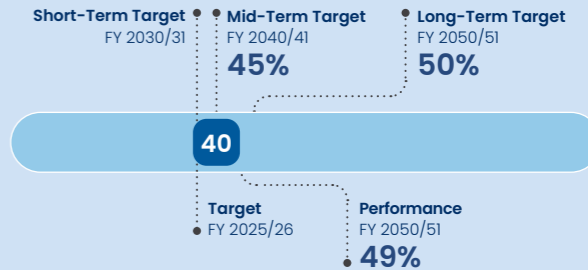 Short-Term Target
FY 2030/31
Mid-Term Target
FY 2040/41
45%
Long-Term Target
FY 2050/51
50%
40
Target
FY 2025/26
Performance
FY 2050/51
49%